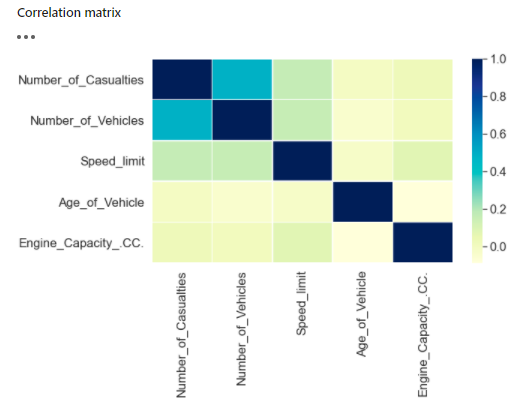 Correlation matrix
Number_of_Casualties
Number_of_Vehicles
Speed_limit
Age_of_Vehicle
Engine_Capacity_.CC.
1.0
0.8
0.6
0.4
0.2
0.0
Number_of_Casualties
Number_of_Vehicles
Speed_limit
Age_of_Vehicle
Engine_Capacity_.CC.